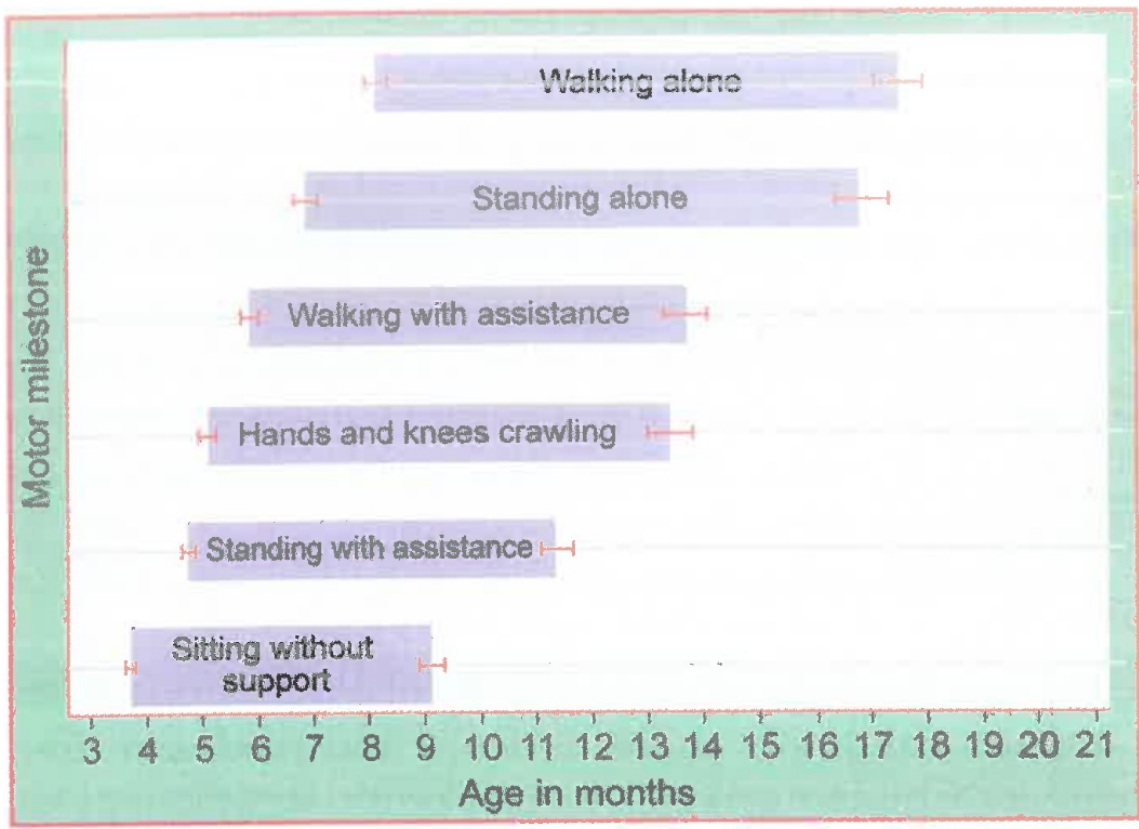 Walking alone
Standing alone
Walking with assistance
Hands and knees crawling
Standing with assistance
Sitting without
support
Motor milestone
3 4 5 6 7 8 9 10 11 12 13 14 15 16 17 18 19 20 21
Age in months